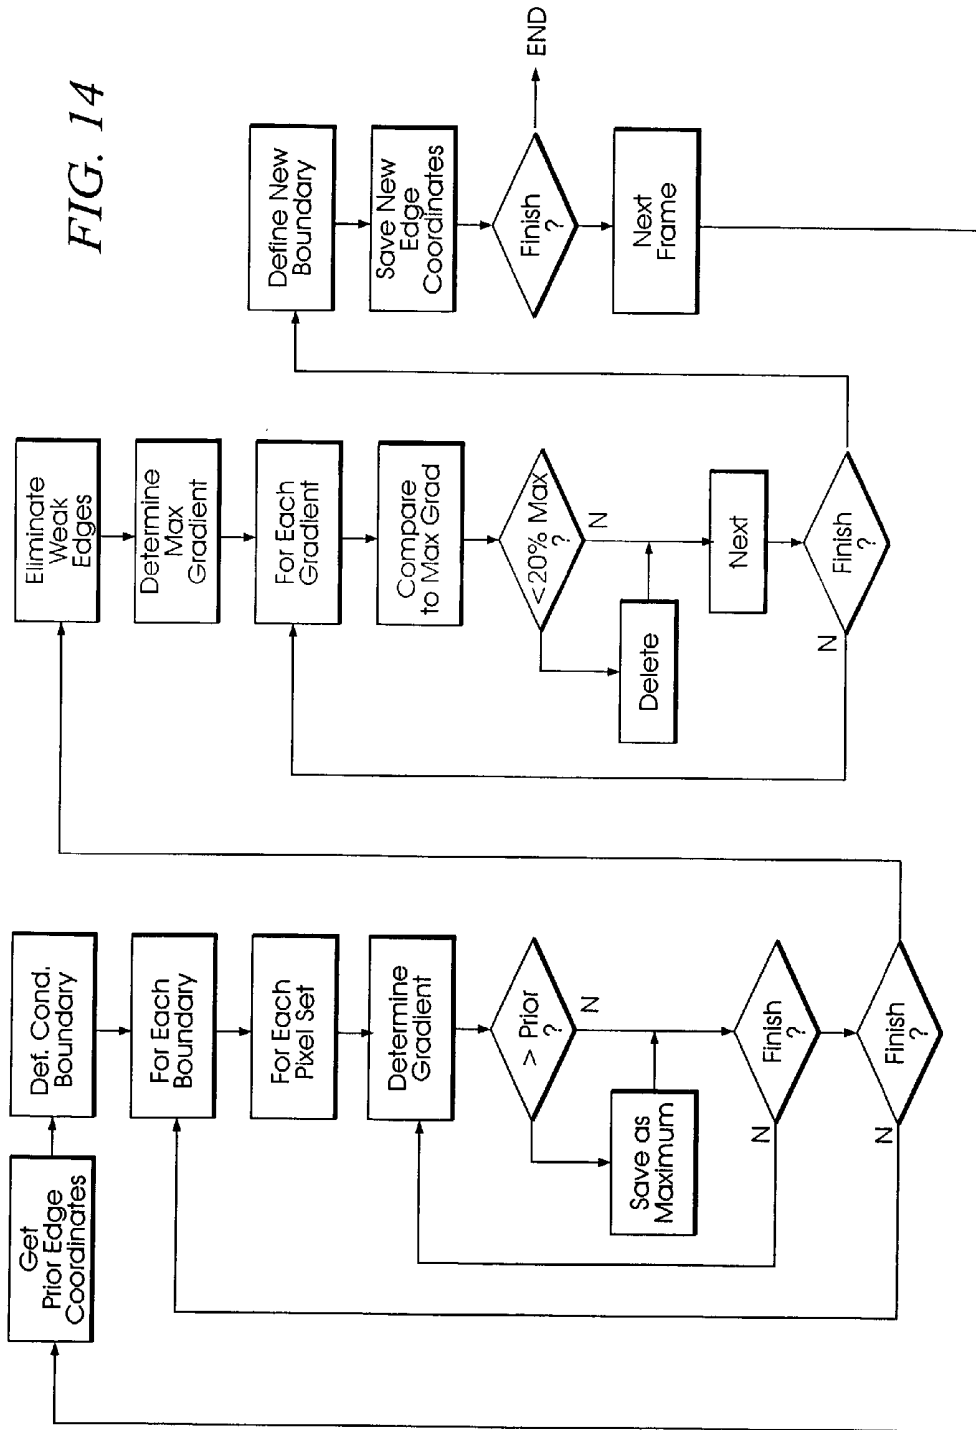 FIG. 14
Get
Prior Edge
Coordinates
Def. Cond.
Boundary
For Each
Boundary
For Each
Pixel Set
Determine
Gradient
> Prior
?
N
Save as
Maximum
Finish
?
N
Finish
?
N
Eliminate
Weak
Edges
Determine
Max
Gradient
For Each
Gradient
Compare
to Max Grad
<20% Max
?
N
Delete
Next
Finish
?
N
Define New
Boundary
Save New
Edge
Coordinates
Finish
?
END
Next
Frame